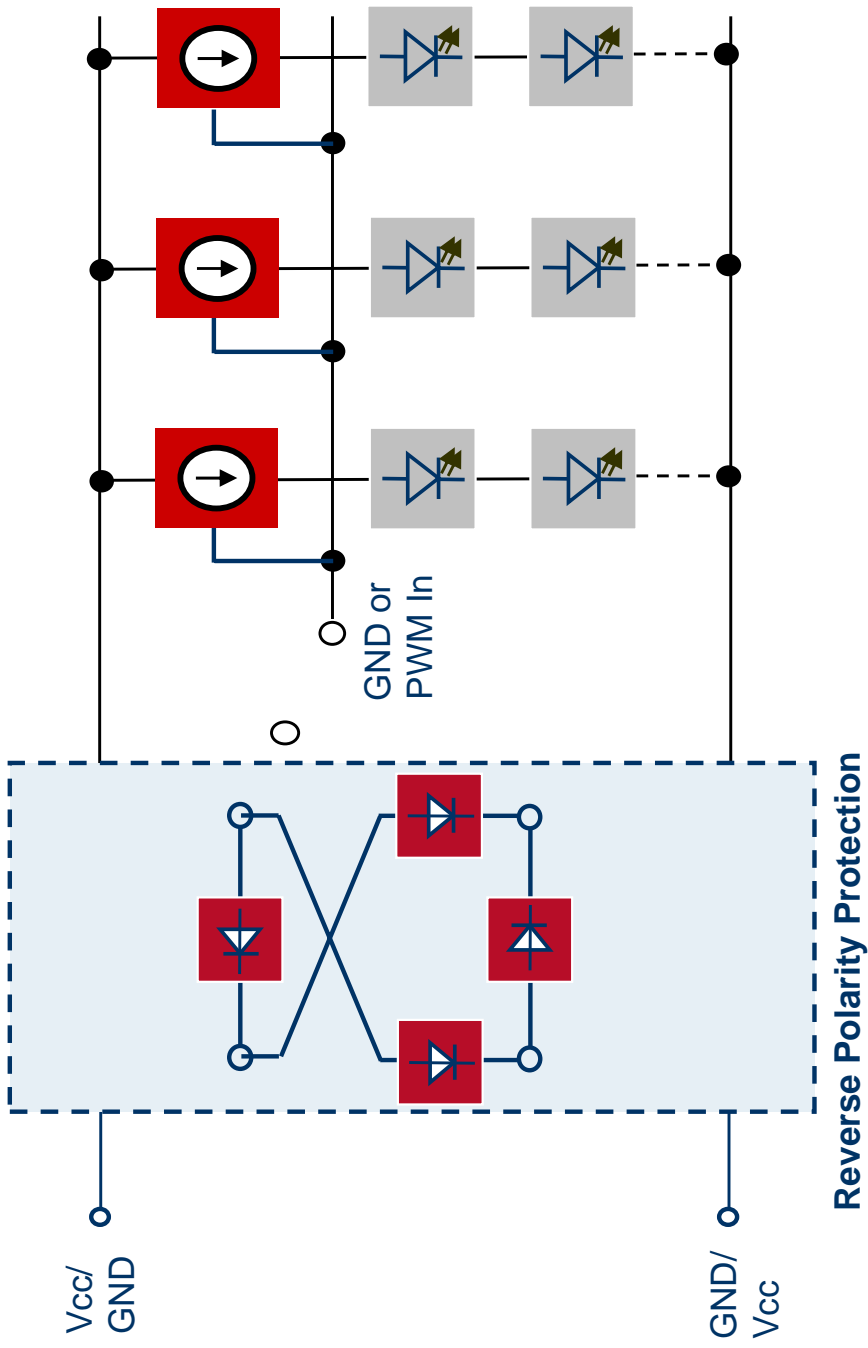 Vcc/
GND
GND/
Vcc
Reverse Polarity Protection
GND or
PWM In